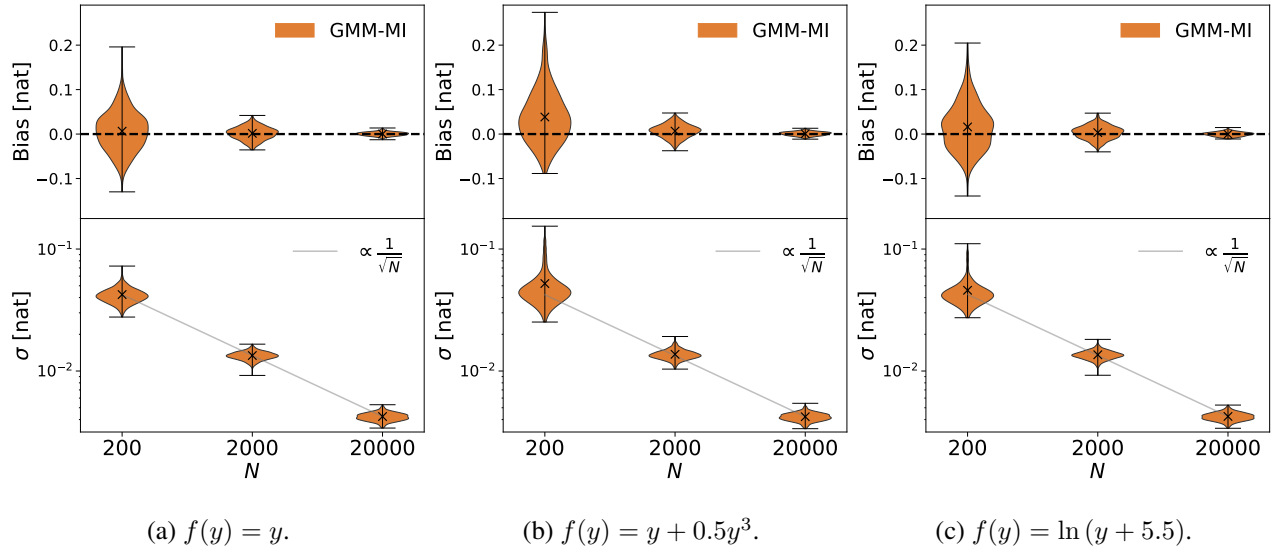 GMM-MI
Bias [nat]
0.2
0.1
0.0
−0.1
∝ 1/√N
σ [nat]
10⁻¹
10⁻²
200 2000 20000
N
(a) f(y) = y.
GMM-MI
Bias [nat]
0.2
0.1
0.0
−0.1
∝ 1/√N
σ [nat]
10⁻¹
10⁻²
200 2000 20000
N
(b) f(y) = y + 0.5y³.
GMM-MI
Bias [nat]
0.2
0.1
0.0
−0.1
∝ 1/√N
σ [nat]
10⁻¹
10⁻²
200 2000 20000
N
(c) f(y) = ln (y + 5.5).